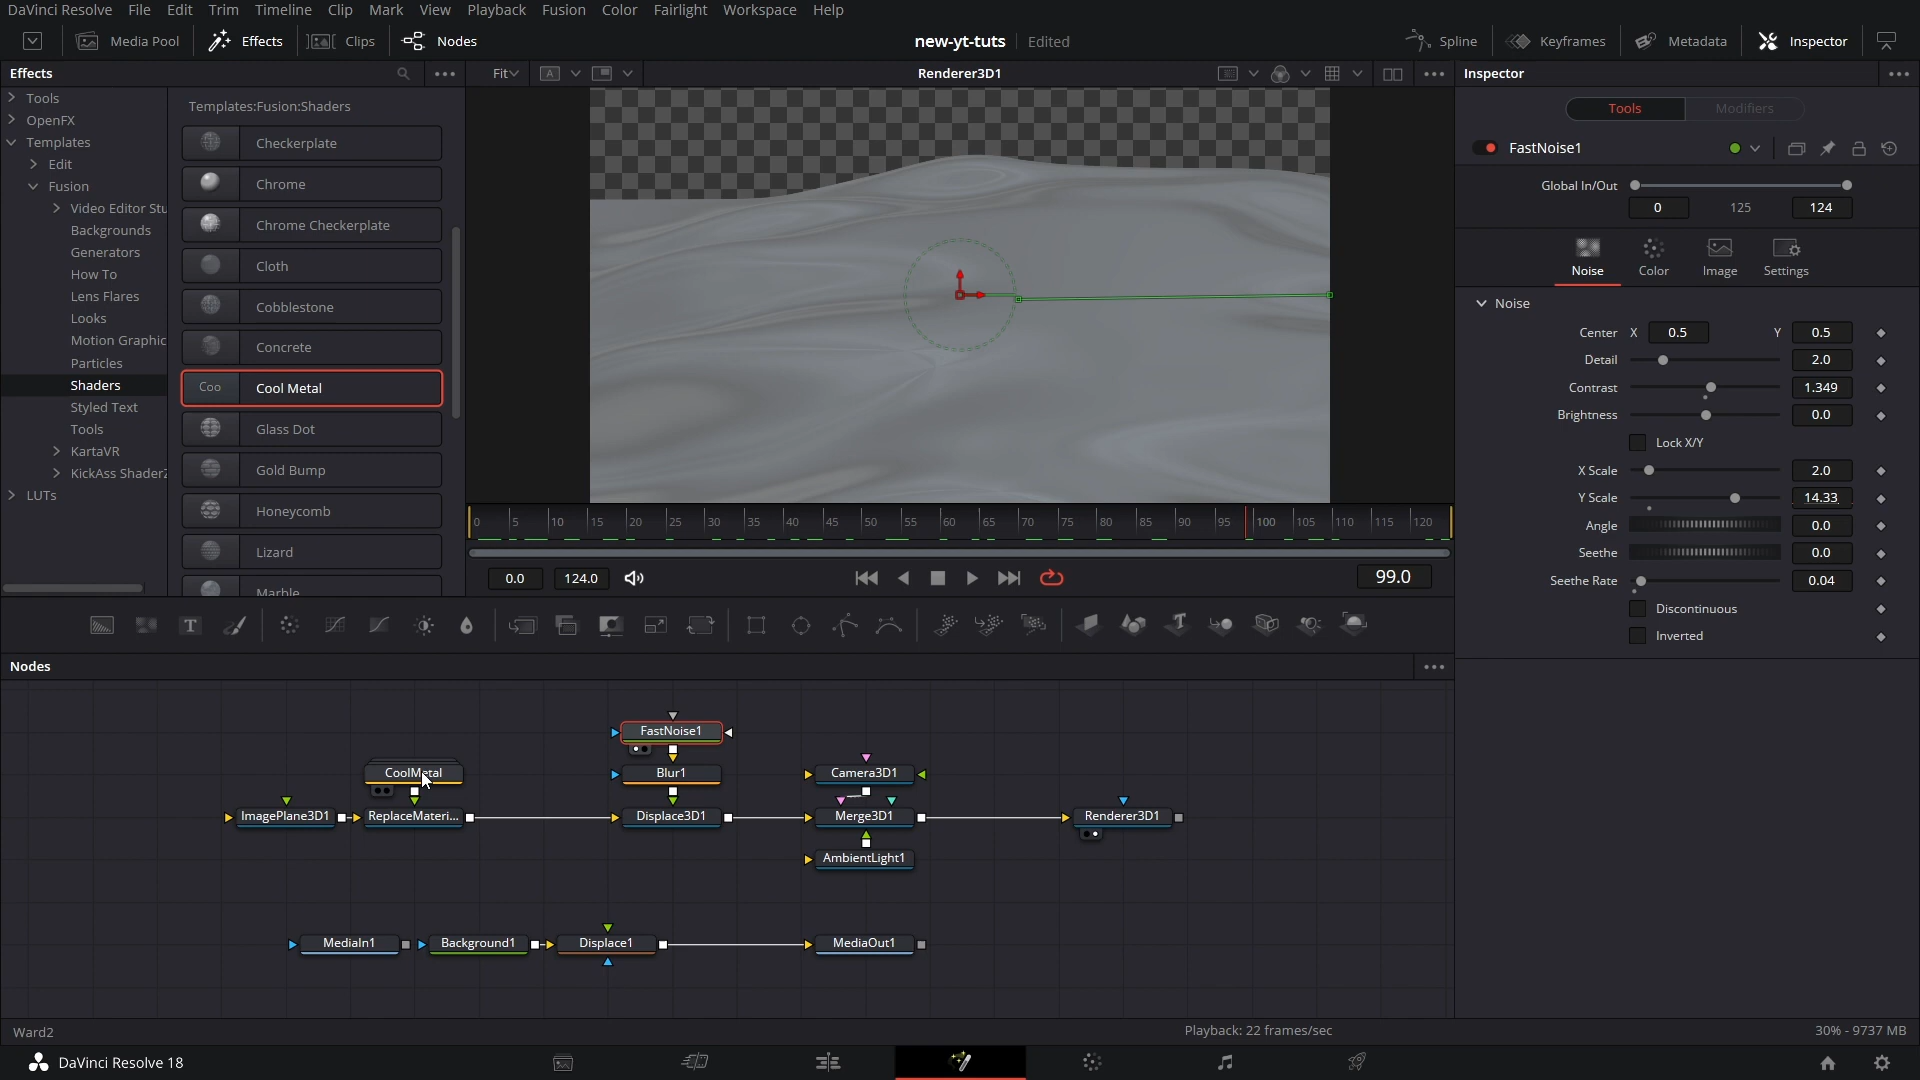 DaVinci Resolve File Edit Trim Timeline Clip Mark View Playback Fusion Color Fairlight Workspace Help
Media Pool Effects Clips Nodes new-yt-tuts Edited Spline Keyframes Metadata Inspector
Effects Fit A Renderer3D1 Inspector
Tools
OpenFX
Templates
Edit
Fusion
Video Editor Stu
Backgrounds
Generators
How To
Lens Flares
Looks
Motion Graphic
Particles
Shaders
Styled Text
Tools
KartaVR
KickAss ShaderZ
LUTs
Templates:Fusion:Shaders
Checkerplate
Chrome
Chrome Checkerplate
Cloth
Cobblestone
Concrete
Coo Cool Metal
Glass Dot
Gold Bump
Honeycomb
Lizard
Marble
0 5 10 15 20 25 30 35 40 45 50 55 60 65 70 75 80 85 90 95 100 105 110 115 120
0.0 124.0 99.0
Tools Modifiers
FastNoise1
Global In/Out
0 125 124
Noise Color Image Settings
Noise
Center X 0.5 Y 0.5
Detail 2.0
Contrast 1.349
Brightness 0.0
Lock X/Y
X Scale 2.0
Y Scale 14.33
Angle 0.0
Seethe 0.0
Seethe Rate 0.04
Discontinuous
Inverted
T T
Nodes
FastNoise1
CoolMetal Blur1 Camera3D1
ImagePlane3D1 ReplaceMateri... Displace3D1 Merge3D1 Renderer3D1
AmbientLight1
MediaIn1 Background1 Displace1 MediaOut1
Ward2 Playback: 22 frames/sec 30% - 9737 MB
DaVinci Resolve 18